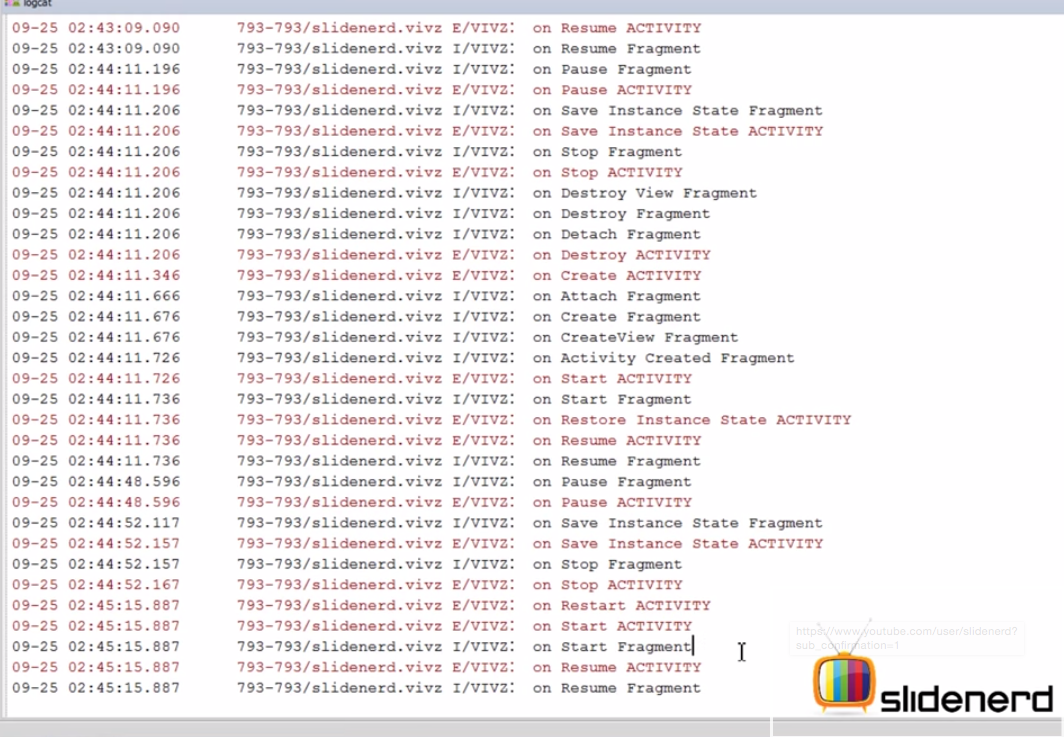 logcat
09-25 02:43:09.090 793-793/slidenerd.vivz E/VIVZ: on Resume ACTIVITY
09-25 02:43:09.090 793-793/slidenerd.vivz I/VIVZ: on Resume Fragment
09-25 02:44:11.196 793-793/slidenerd.vivz I/VIVZ: on Pause Fragment
09-25 02:44:11.196 793-793/slidenerd.vivz E/VIVZ: on Pause ACTIVITY
09-25 02:44:11.206 793-793/slidenerd.vivz I/VIVZ: on Save Instance State Fragment
09-25 02:44:11.206 793-793/slidenerd.vivz E/VIVZ: on Save Instance State ACTIVITY
09-25 02:44:11.206 793-793/slidenerd.vivz I/VIVZ: on Stop Fragment
09-25 02:44:11.206 793-793/slidenerd.vivz E/VIVZ: on Stop ACTIVITY
09-25 02:44:11.206 793-793/slidenerd.vivz I/VIVZ: on Destroy View Fragment
09-25 02:44:11.206 793-793/slidenerd.vivz I/VIVZ: on Destroy Fragment
09-25 02:44:11.206 793-793/slidenerd.vivz I/VIVZ: on Detach Fragment
09-25 02:44:11.206 793-793/slidenerd.vivz E/VIVZ: on Destroy ACTIVITY
09-25 02:44:11.346 793-793/slidenerd.vivz E/VIVZ: on Create ACTIVITY
09-25 02:44:11.666 793-793/slidenerd.vivz I/VIVZ: on Attach Fragment
09-25 02:44:11.676 793-793/slidenerd.vivz I/VIVZ: on Create Fragment
09-25 02:44:11.676 793-793/slidenerd.vivz I/VIVZ: on CreateView Fragment
09-25 02:44:11.726 793-793/slidenerd.vivz I/VIVZ: on Activity Created Fragment
09-25 02:44:11.726 793-793/slidenerd.vivz E/VIVZ: on Start ACTIVITY
09-25 02:44:11.736 793-793/slidenerd.vivz I/VIVZ: on Start Fragment
09-25 02:44:11.736 793-793/slidenerd.vivz E/VIVZ: on Restore Instance State ACTIVITY
09-25 02:44:11.736 793-793/slidenerd.vivz E/VIVZ: on Resume ACTIVITY
09-25 02:44:11.736 793-793/slidenerd.vivz I/VIVZ: on Resume Fragment
09-25 02:44:48.596 793-793/slidenerd.vivz I/VIVZ: on Pause Fragment
09-25 02:44:48.596 793-793/slidenerd.vivz E/VIVZ: on Pause ACTIVITY
09-25 02:44:52.117 793-793/slidenerd.vivz I/VIVZ: on Save Instance State Fragment
09-25 02:44:52.157 793-793/slidenerd.vivz E/VIVZ: on Save Instance State ACTIVITY
09-25 02:44:52.157 793-793/slidenerd.vivz I/VIVZ: on Stop Fragment
09-25 02:44:52.167 793-793/slidenerd.vivz E/VIVZ: on Stop ACTIVITY
09-25 02:45:15.887 793-793/slidenerd.vivz E/VIVZ: on Restart ACTIVITY
09-25 02:45:15.887 793-793/slidenerd.vivz E/VIVZ: on Start ACTIVITY
09-25 02:45:15.887 793-793/slidenerd.vivz I/VIVZ: on Start Fragment
09-25 02:45:15.887 793-793/slidenerd.vivz E/VIVZ: on Resume ACTIVITY
09-25 02:45:15.887 793-793/slidenerd.vivz I/VIVZ: on Resume Fragment
https://www.youtube.com/user/slidenerd?
sub_confirmation=1
slidenerd